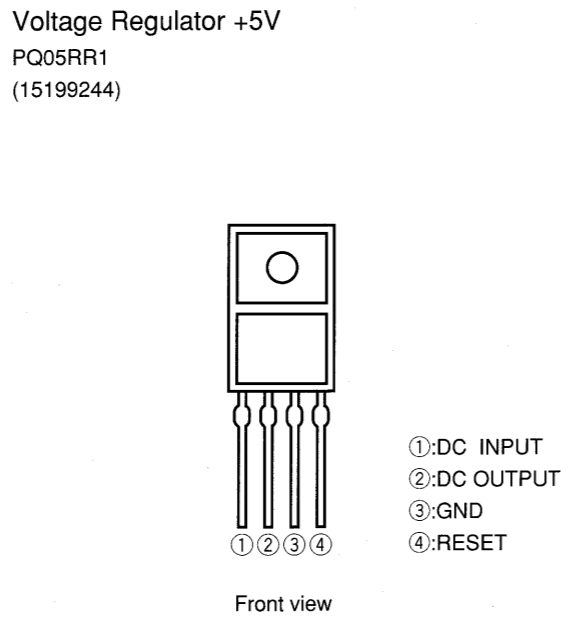 Voltage Regulator +5V
PQ05RR1
(15199244)
①:DC INPUT
②:DC OUTPUT
③:GND
④:RESET
①②③④
Front view